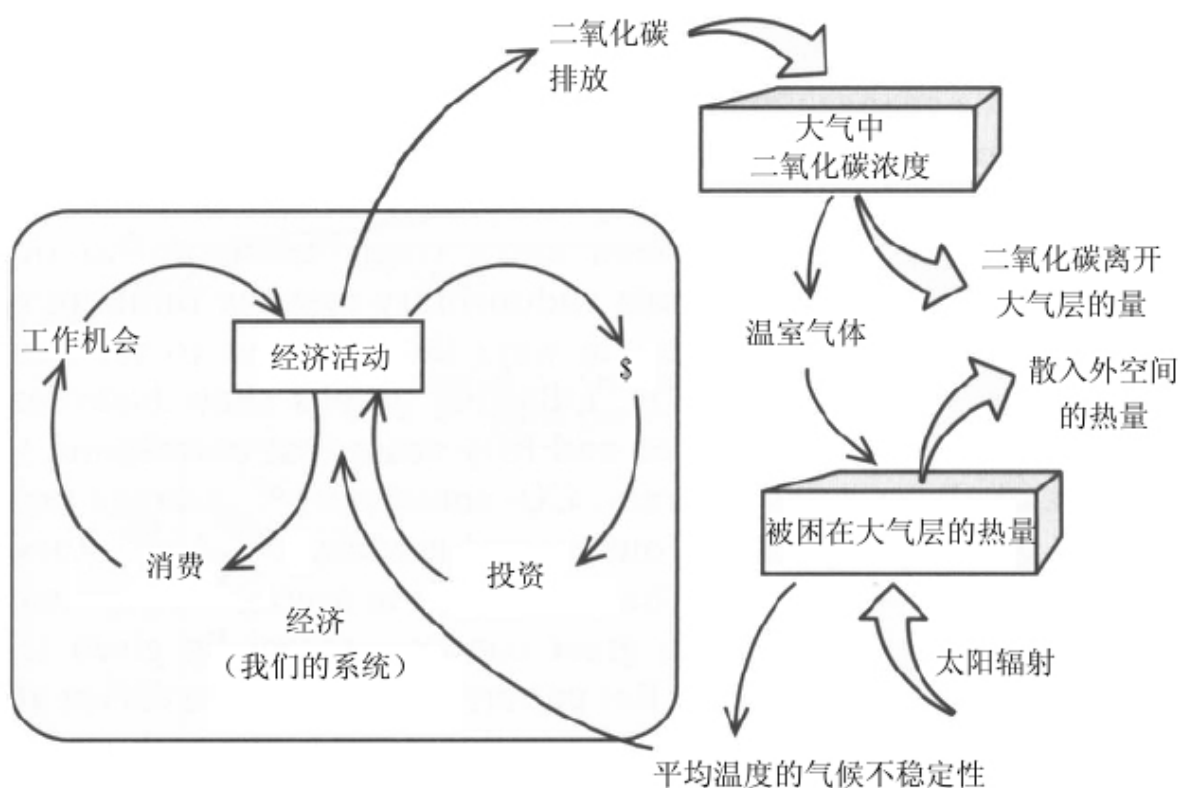 二氧化碳
排放
大气中
二氧化碳浓度
二氧化碳离开
大气层的量
温室气体
散入外空间
的热量
被困在大气层的热量
太阳辐射
平均温度的气候不稳定性
工作机会
经济活动
$
消费
投资
经济
（我们的系统）